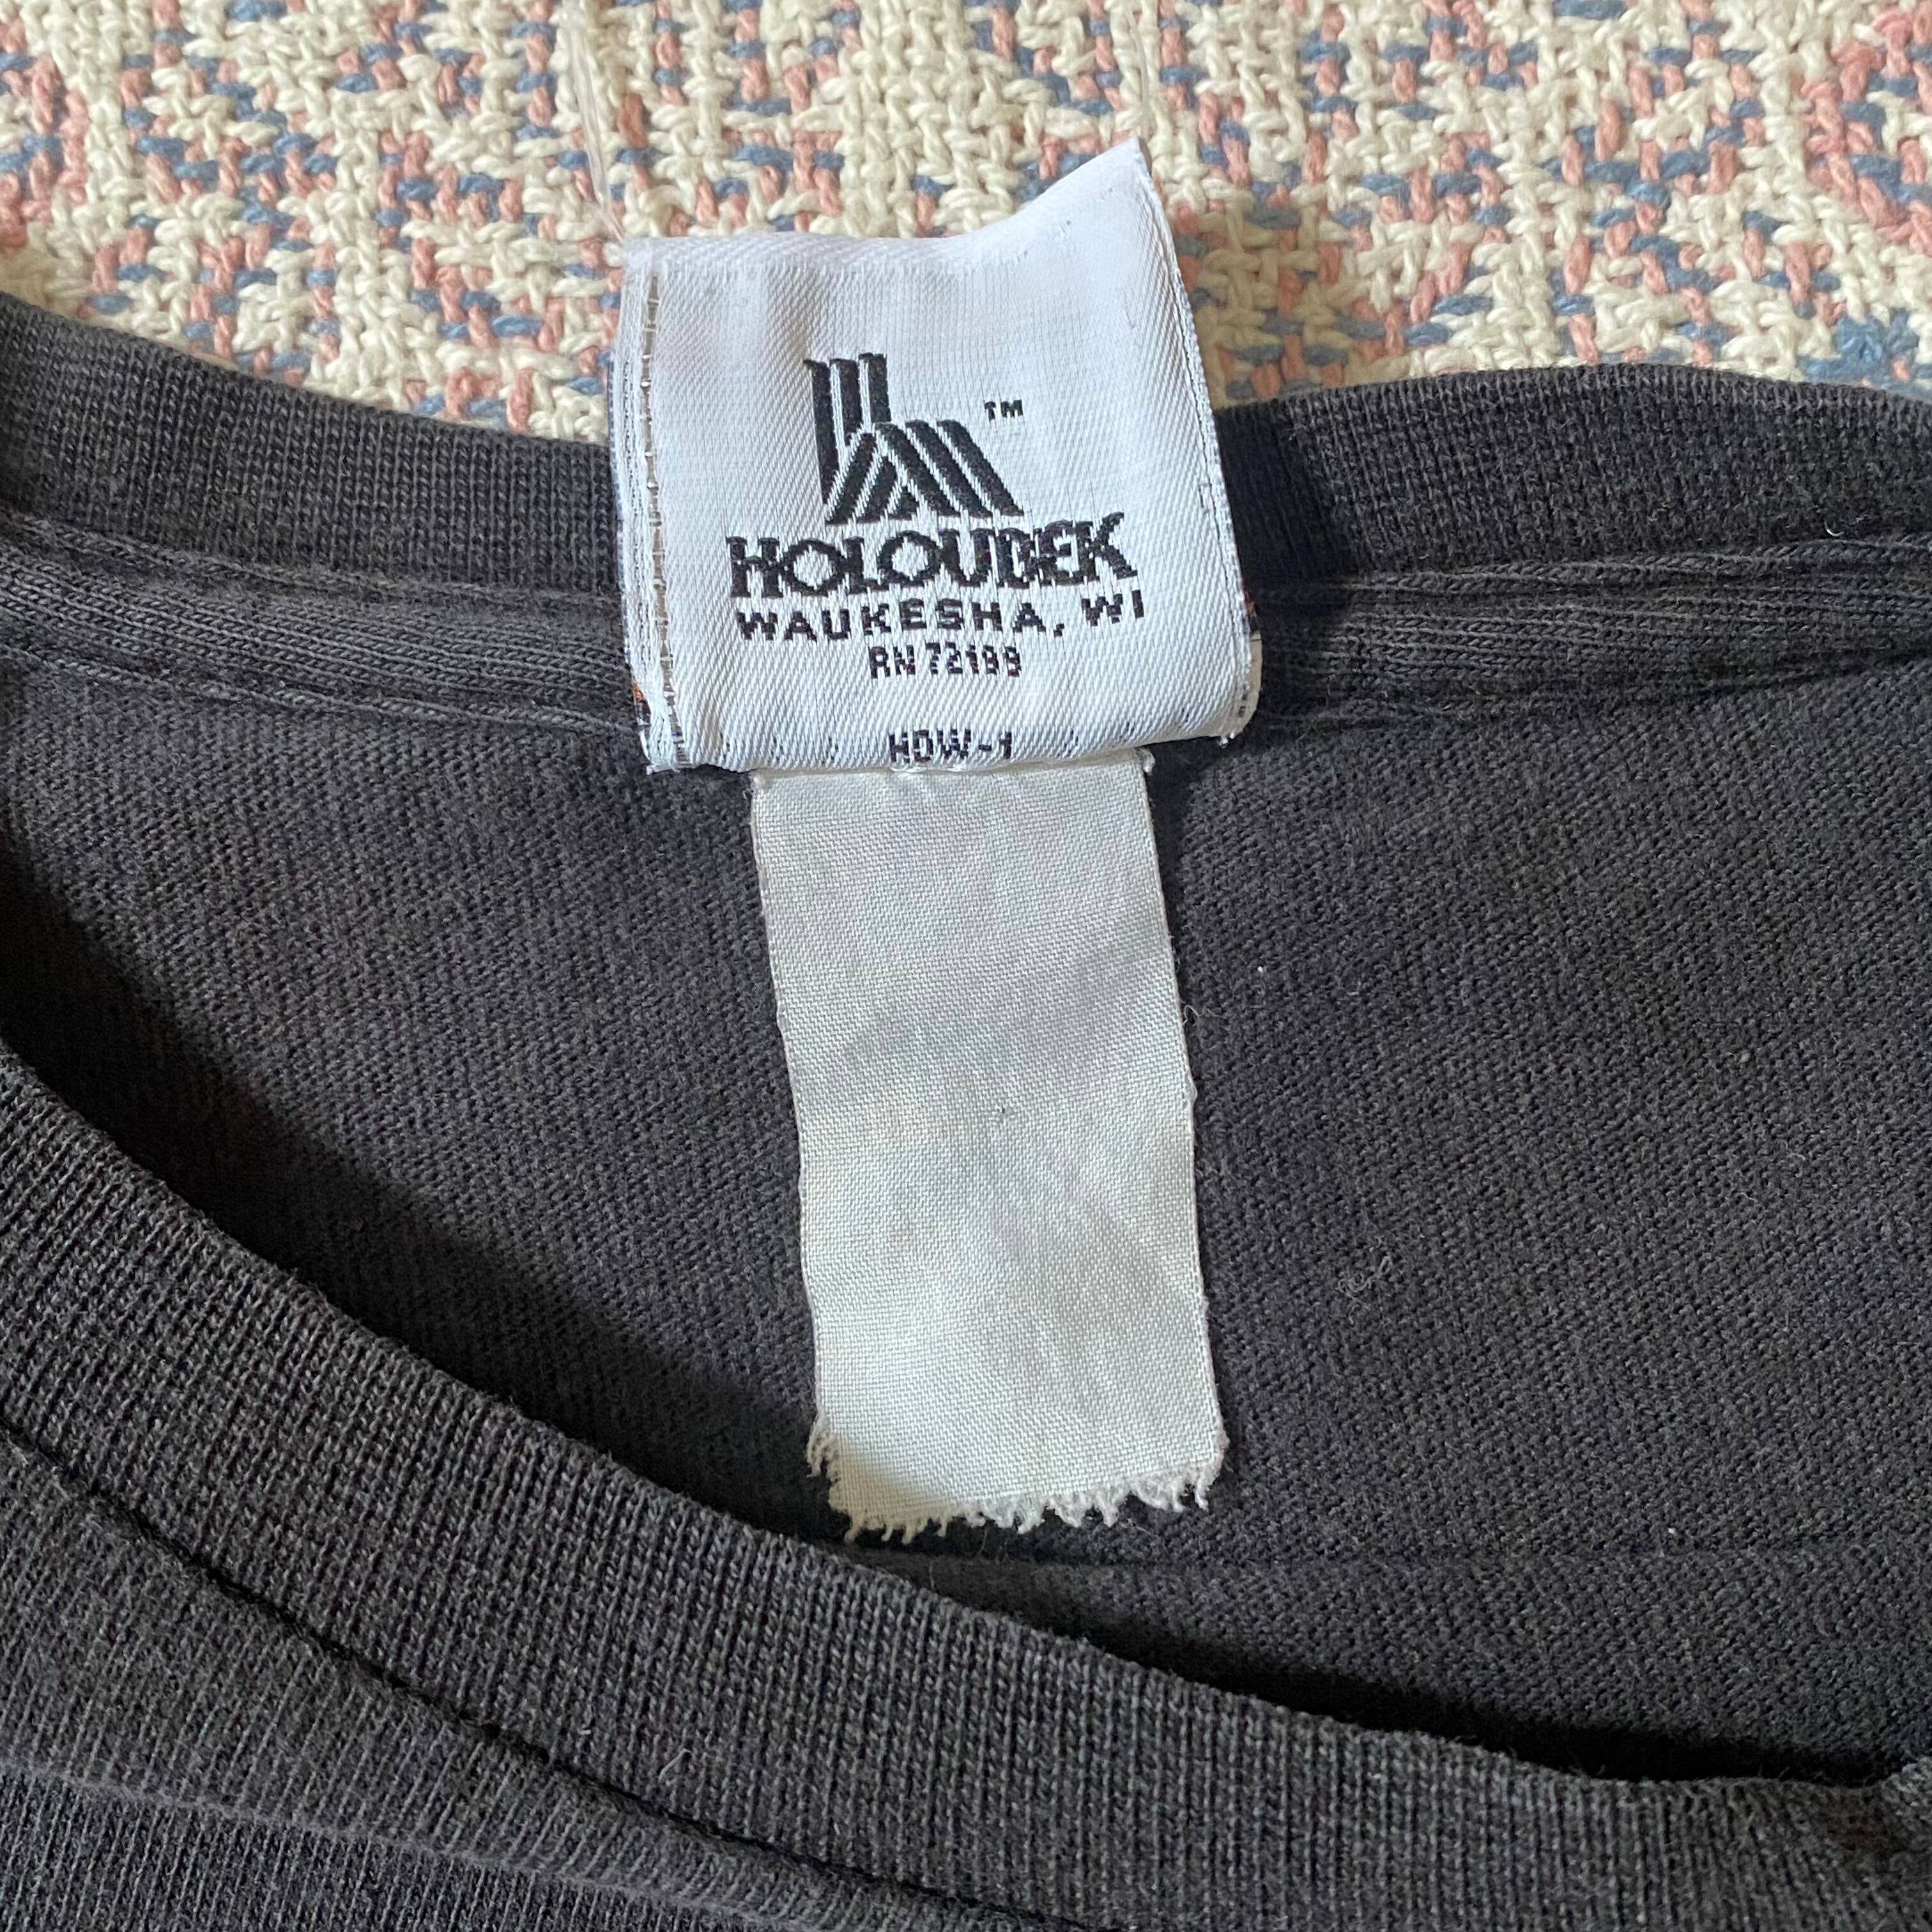 ™
HOLOUBEK
WAUKESHA, WI
RN 72199
HDW-1